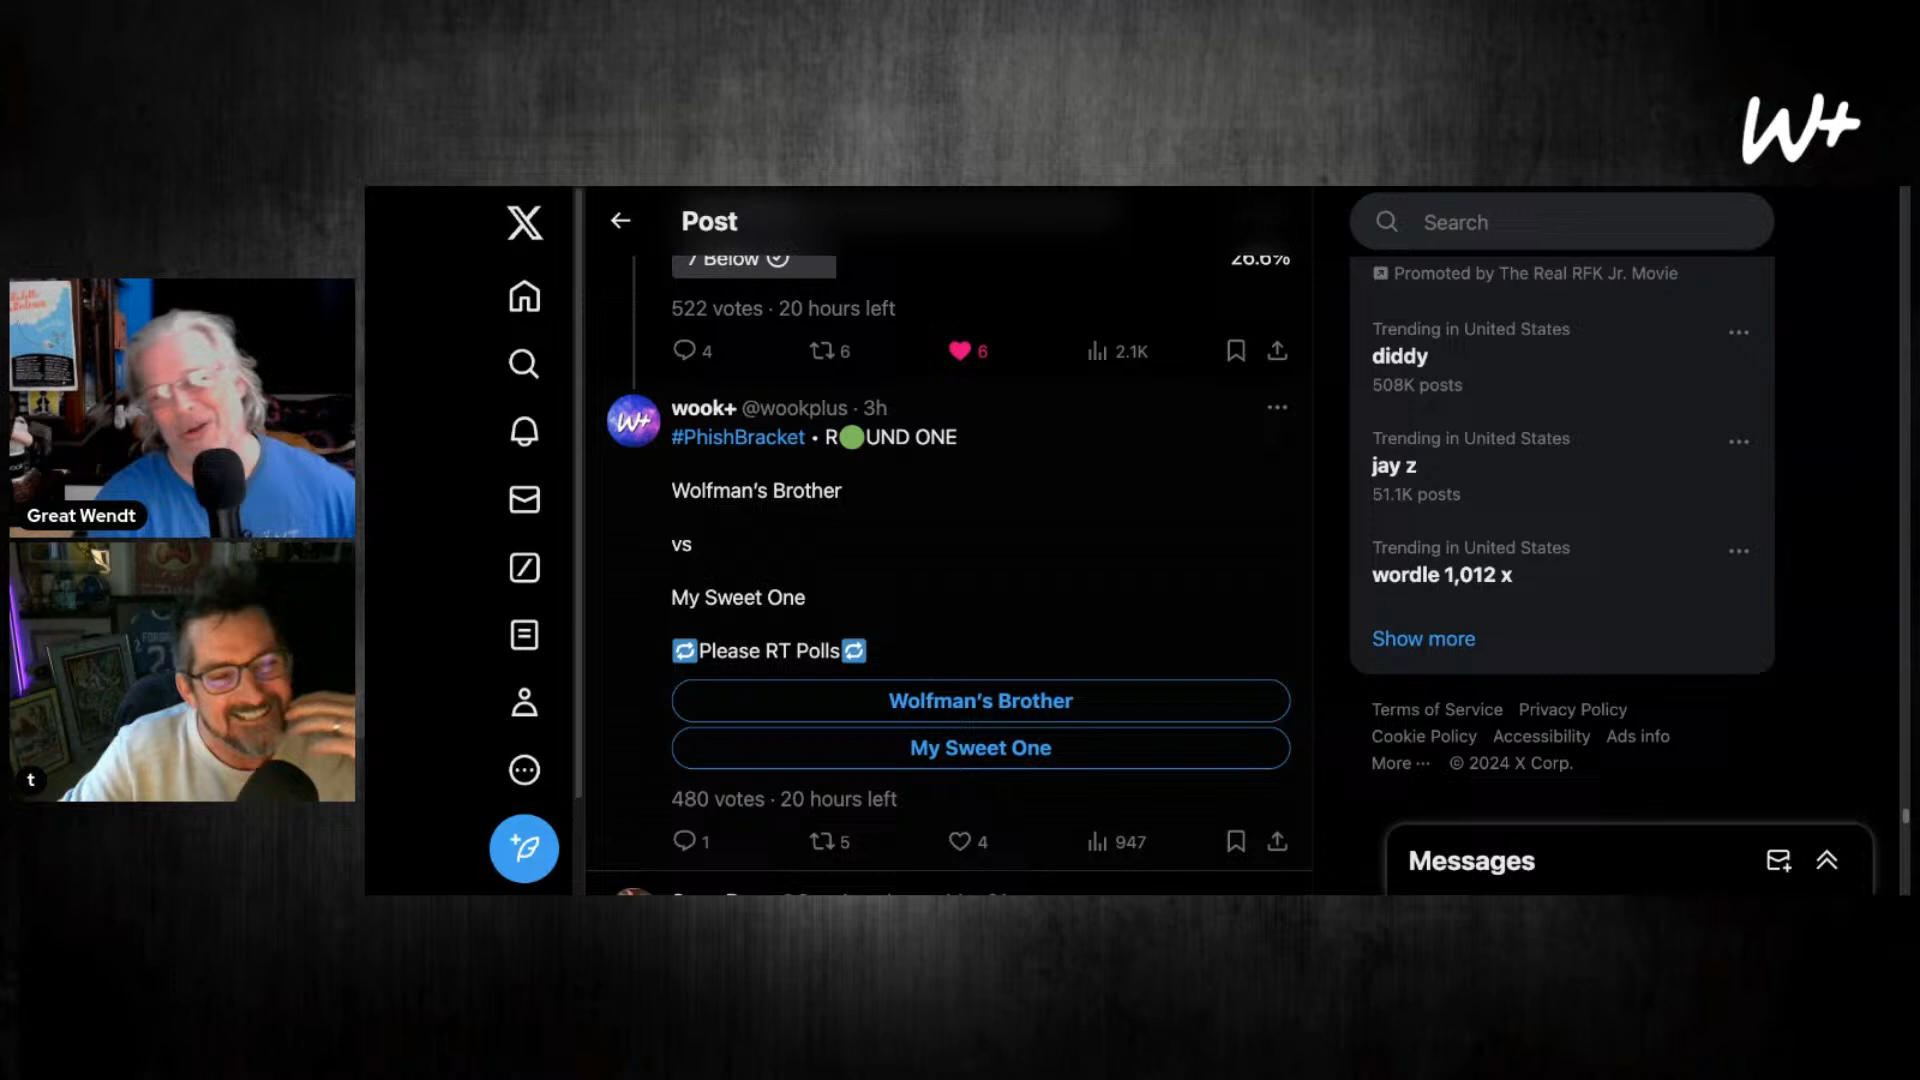 W+
Post
Search
7 Below
26.6%
522 votes · 20 hours left
4
6
6
2.1K
wook+ @wookplus · 3h
#PhishBracket • R🟢UND ONE
Wolfman's Brother
vs
My Sweet One
🔁Please RT Polls🔁
Wolfman's Brother
My Sweet One
480 votes · 20 hours left
1
5
4
947
Promoted by The Real RFK Jr. Movie
Trending in United States
diddy
508K posts
Trending in United States
jay z
51.1K posts
Trending in United States
wordle 1,012 x
Show more
Terms of Service Privacy Policy
Cookie Policy Accessibility Ads info
More ··· © 2024 X Corp.
Messages
Great Wendt
t
W+